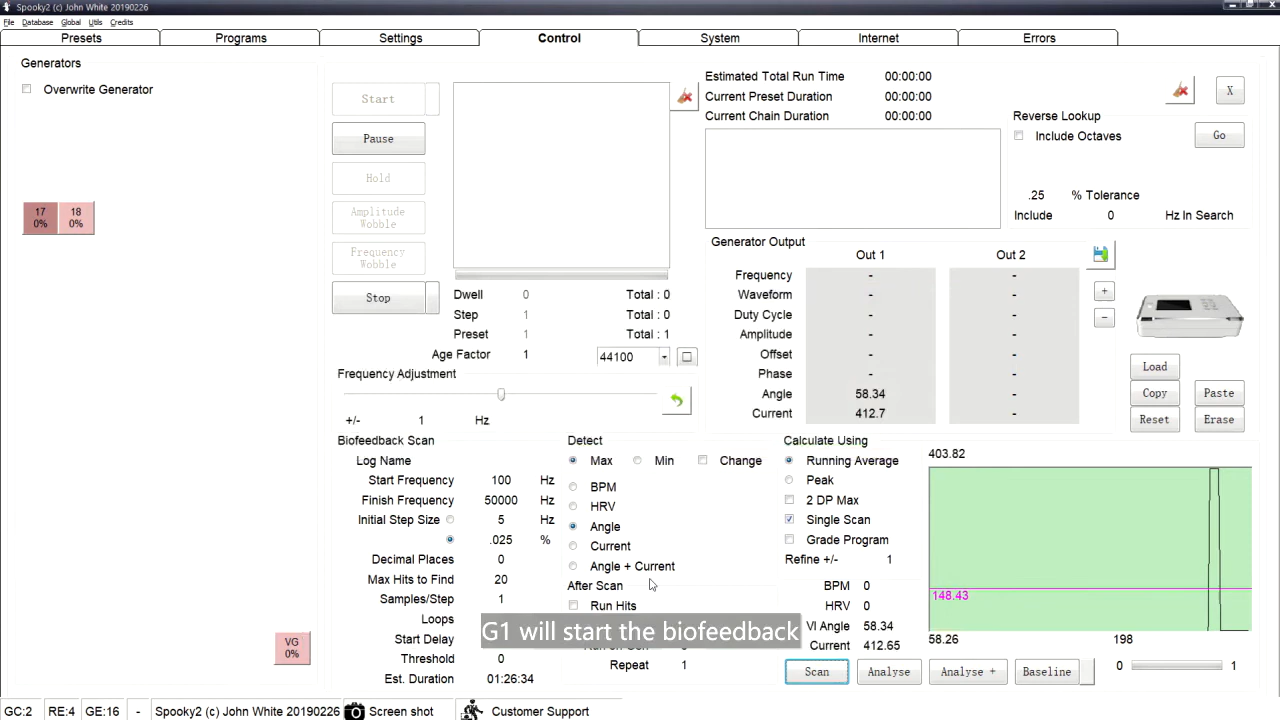 Spooky2 (c) John White 20190226
File Database Global Utils Credits
Presets Programs Settings Control System Internet Errors
Generators
Overwrite Generator
17 18
0% 0%
VG
0%
Start
Pause
Hold
Amplitude
Wobble
Frequency
Wobble
Stop
Dwell 0 Total : 0
Step 1 Total : 0
Preset 1 Total : 1
Age Factor 1 44100
Frequency Adjustment
+/- 1 Hz
Estimated Total Run Time 00:00:00
Current Preset Duration 00:00:00
Current Chain Duration 00:00:00
X
Reverse Lookup
Include Octaves Go
.25 % Tolerance
Include 0 Hz In Search
Generator Output
Out 1 Out 2
Frequency - -
Waveform - -
Duty Cycle - -
Amplitude - -
Offset - -
Phase - -
Angle 58.34 -
Current 412.7 -
+
-
Load
Copy Paste
Reset Erase
Biofeedback Scan
Log Name
Start Frequency 100 Hz
Finish Frequency 50000 Hz
Initial Step Size 5 Hz
.025 %
Decimal Places 0
Max Hits to Find 20
Samples/Step 1
Loops
Start Delay
Threshold 0
Est. Duration 01:26:34
Detect
Max Min Change
BPM
HRV
Angle
Current
Angle + Current
After Scan
Run Hits
G1 will start the biofeedback
Repeat 1
Calculate Using
Running Average
Peak
2 DP Max
Single Scan
Grade Program
Refine +/- 1
BPM 0
HRV 0
VI Angle 58.34
Current 412.65
403.82
148.43
58.26 198
0 1
Scan Analyse Analyse + Baseline
GC:2 RE:4 GE:16 - Spooky2 (c) John White 20190226 Screen shot Customer Support